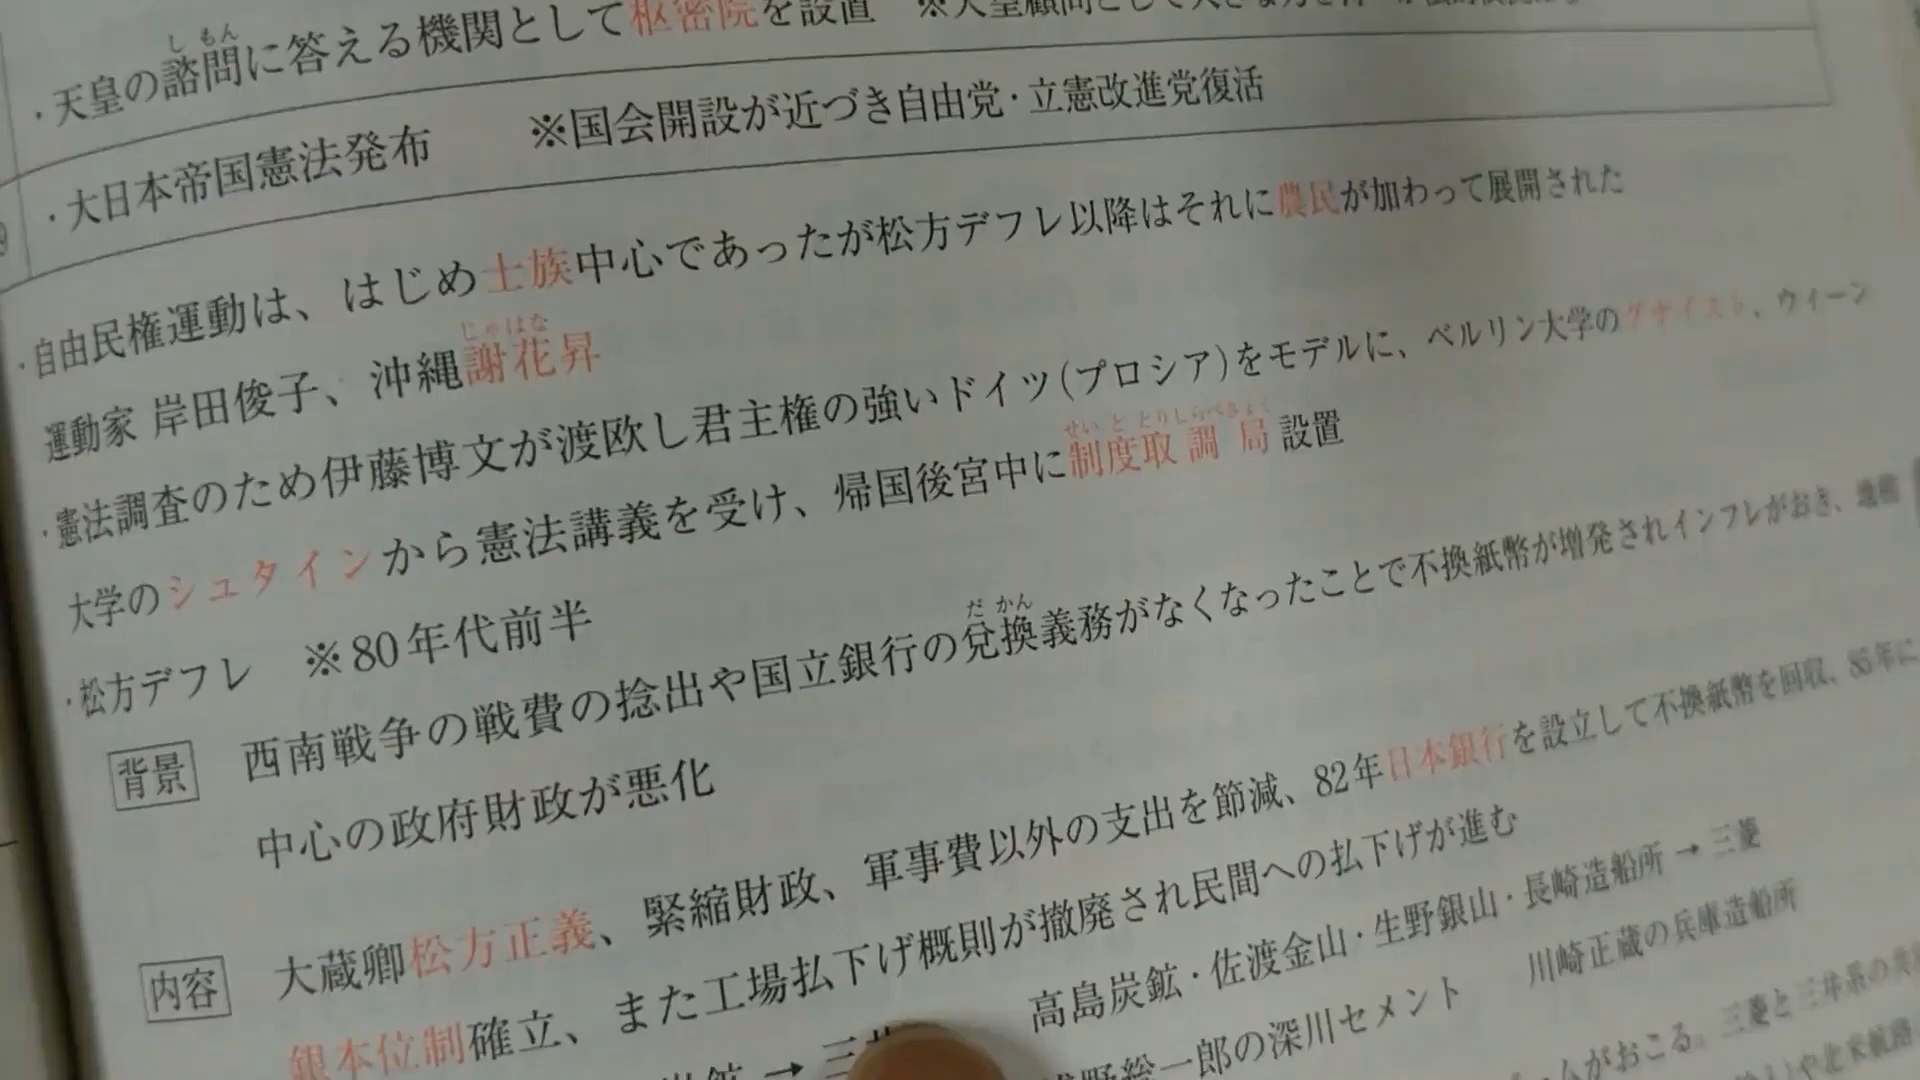 ・天皇の諮問に答える機関として枢密院を設置
・大日本帝国憲法発布　※国会開設が近づき自由党・立憲改進党復活
・自由民権運動は、はじめ士族中心であったが松方デフレ以降はそれに農民が加わって展開された
運動家 岸田俊子、沖縄謝花昇
・憲法調査のため伊藤博文が渡欧し君主権の強いドイツ(プロシア)をモデルに、ベルリン大学のグナイスト、ウィーン
大学のシュタインから憲法講義を受け、帰国後宮中に制度取調局設置
・松方デフレ　※80年代前半
背景　西南戦争の戦費の捻出や国立銀行の兌換義務がなくなったことで不換紙幣が増発されインフレがおき、地租
中心の政府財政が悪化
内容　大蔵卿松方正義、緊縮財政、軍事費以外の支出を節減、82年日本銀行を設立して不換紙幣を回収、85年に
銀本位制確立、また工場払下げ概則が撤廃され民間への払下げが進む
高島炭鉱・佐渡金山・生野銀山・長崎造船所→三菱
野総一郎の深川セメント　川崎正蔵の兵庫造船所
ムがおこる。三菱と三井系の共